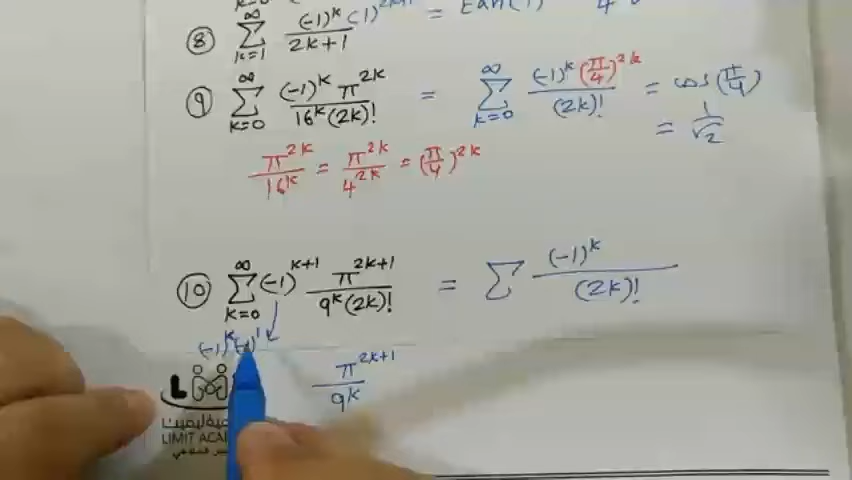 ⑧ ∑_{k=1}^{∞} (-1)^k (1)^{2k+1} / (2k+1) = tan(1)
⑨ ∑_{k=0}^{∞} (-1)^k π^{2k} / 16^k (2k)! = ∑_{k=0}^{∞} (-1)^k (π/4)^{2k} / (2k)! = cos(π/4)
= 1/√2
π^{2k} / 16^k = π^{2k} / 4^{2k} = (π/4)^{2k}
⑩ ∑_{k=0}^{∞} (-1)^{k+1} π^{2k+1} / 9^k (2k)! = ∑ (-1)^k / (2k)!
(-1)^k (-1)^1
π^{2k+1} / 9^k
LIMIT ACA